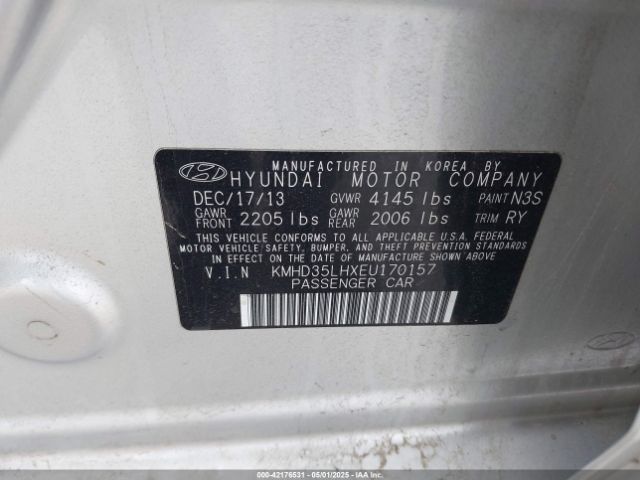 MANUFACTURED IN KOREA BY
HYUNDAI MOTOR COMPANY
DEC/17/13 GVWR 4145 lbs PAINT N3S
GAWR FRONT 2205 lbs GAWR REAR 2006 lbs TRIM RY
THIS VEHICLE CONFORMS TO ALL APPLICABLE U.S.A. FEDERAL
MOTOR VEHICLE SAFETY, BUMPER, AND THEFT PREVENTION
STANDARDS IN EFFECT ON THE DATE OF MANUFACTURE SHOWN ABOVE.
V.I.N KMHD35LHXEU170157
PASSENGER CAR
000-42176531 - 05/01/2025 - IAAI.COM